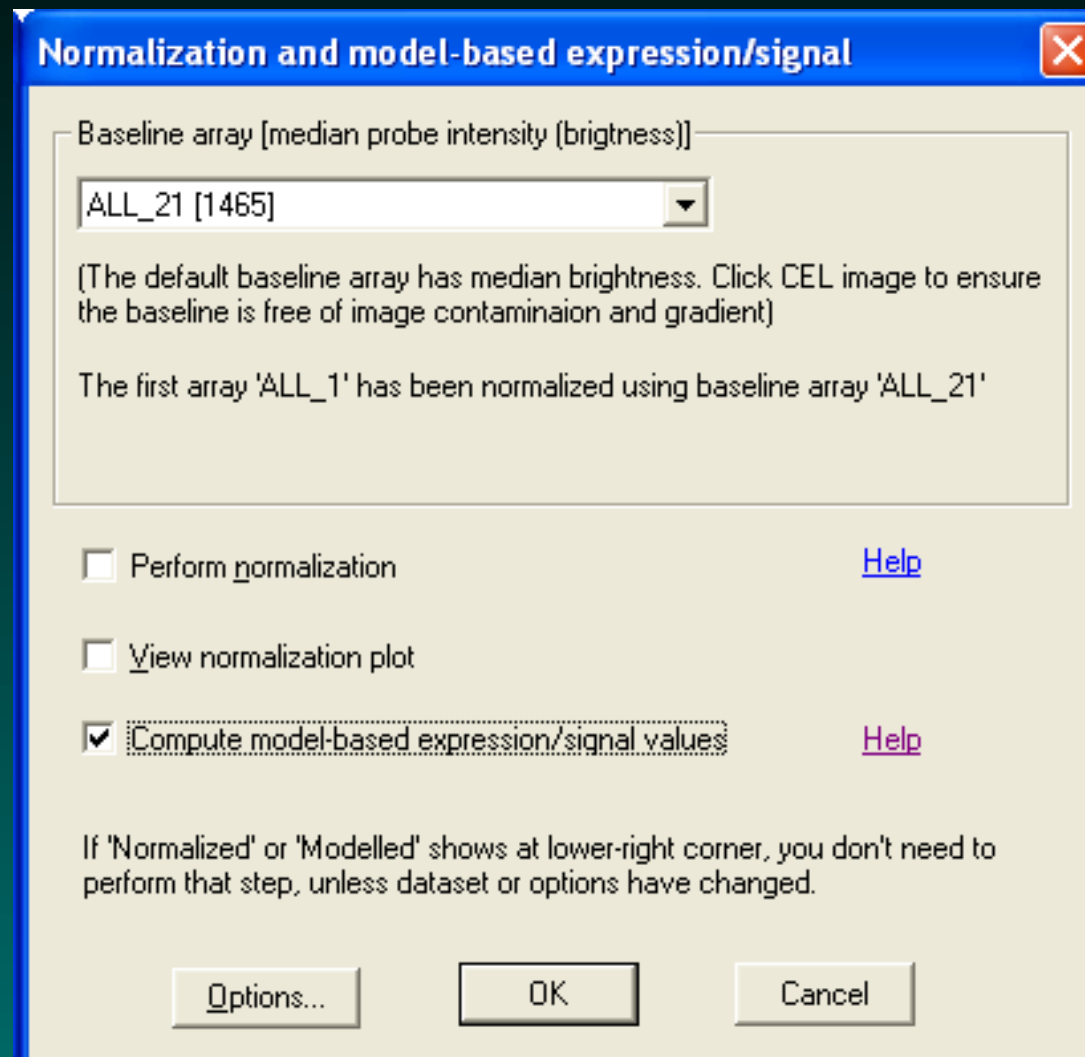 Normalization and model-based expression/signal
Baseline array [median probe intensity (brigtness)]
ALL_21 [1465]
(The default baseline array has median brightness. Click CEL image to ensure
the baseline is free of image contaminaion and gradient)
The first array 'ALL_1' has been normalized using baseline array 'ALL_21'
Perform normalization
Help
View normalization plot
Compute model-based expression/signal values
Help
If 'Normalized' or 'Modelled' shows at lower-right corner, you don't need to
perform that step, unless dataset or options have changed.
Options...
OK
Cancel